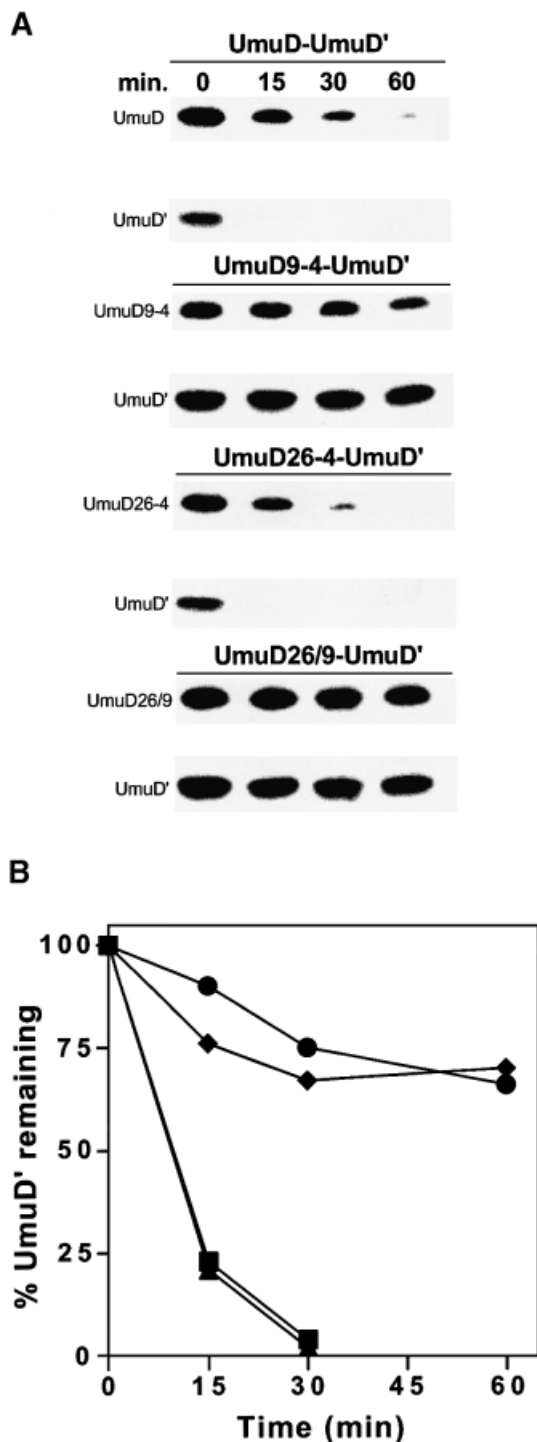 A
UmuD-UmuD'
min. 0 15 30 60
UmuD
UmuD'
UmuD9-4-UmuD'
UmuD9-4
UmuD'
UmuD26-4-UmuD'
UmuD26-4
UmuD'
UmuD26/9-UmuD'
UmuD26/9
UmuD'
B
100
75
50
25
0
% UmuD' remaining
0 15 30 45 60
Time (min)